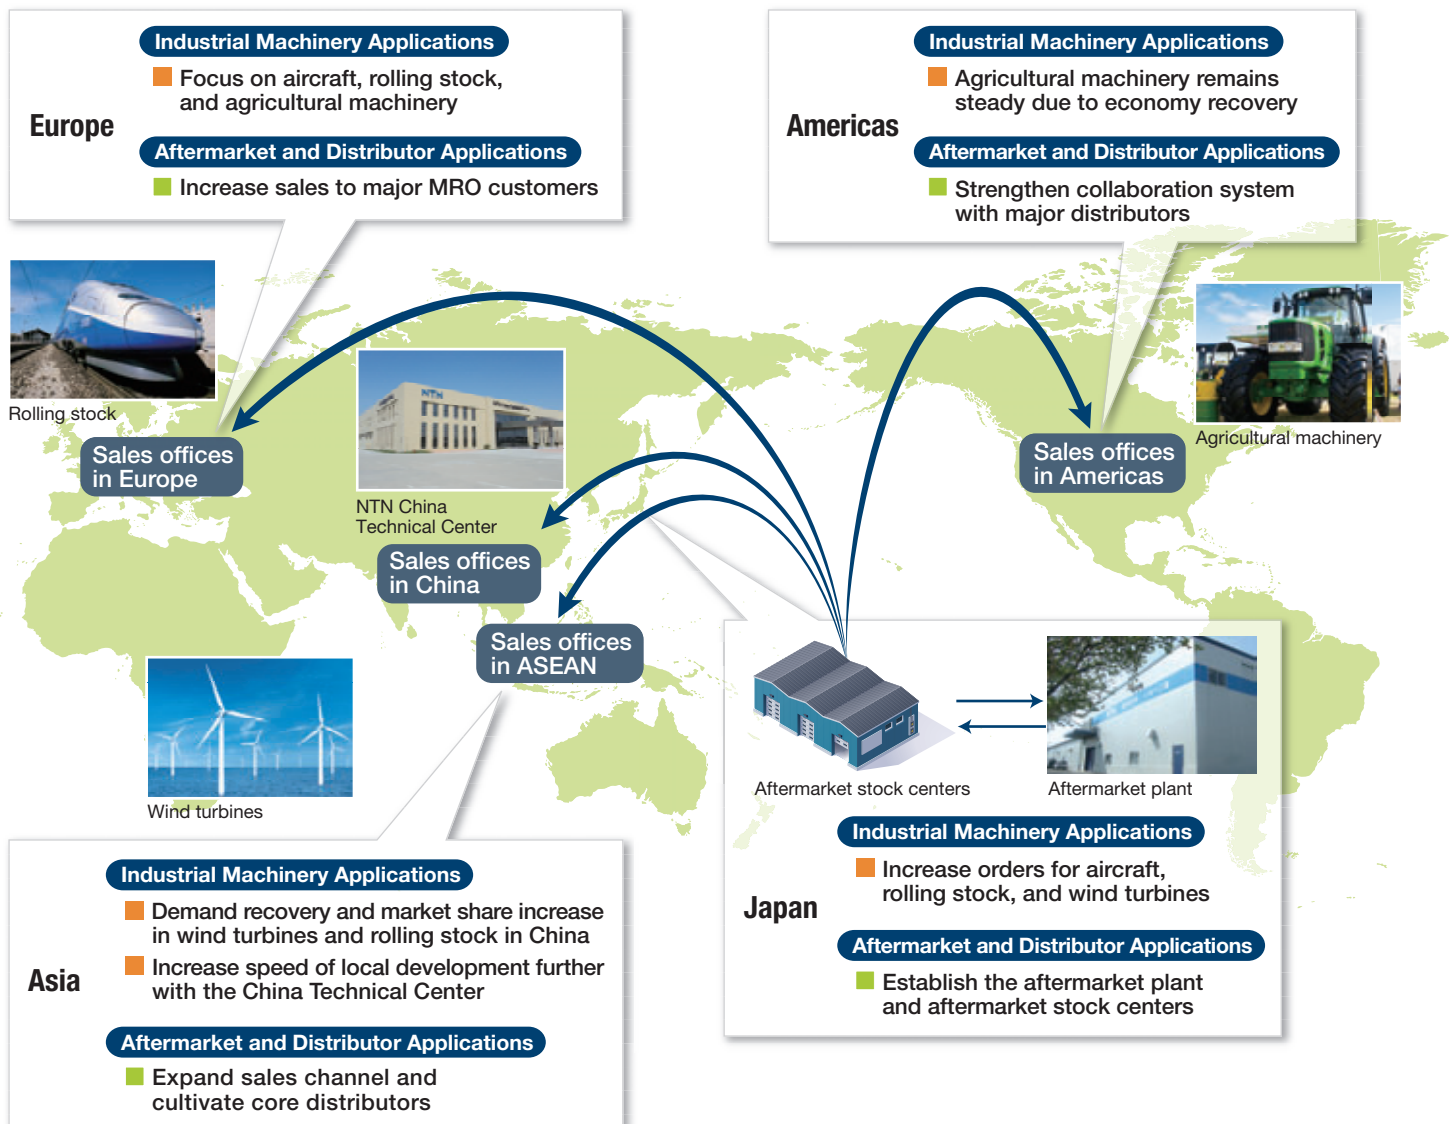 Europe
Industrial Machinery Applications
Focus on aircraft, rolling stock,
and agricultural machinery
Aftermarket and Distributor Applications
Increase sales to major MRO customers
Americas
Industrial Machinery Applications
Agricultural machinery remains
steady due to economy recovery
Aftermarket and Distributor Applications
Strengthen collaboration system
with major distributors
Rolling stock
Sales offices
in Europe
NTN
NTN China
Technical Center
Sales offices
in China
Sales offices
in ASEAN
Sales offices
in Americas
Agricultural machinery
Wind turbines
Aftermarket stock centers
Aftermarket plant
Japan
Industrial Machinery Applications
Increase orders for aircraft,
rolling stock, and wind turbines
Aftermarket and Distributor Applications
Establish the aftermarket plant
and aftermarket stock centers
Asia
Industrial Machinery Applications
Demand recovery and market share increase
in wind turbines and rolling stock in China
Increase speed of local development further
with the China Technical Center
Aftermarket and Distributor Applications
Expand sales channel and
cultivate core distributors